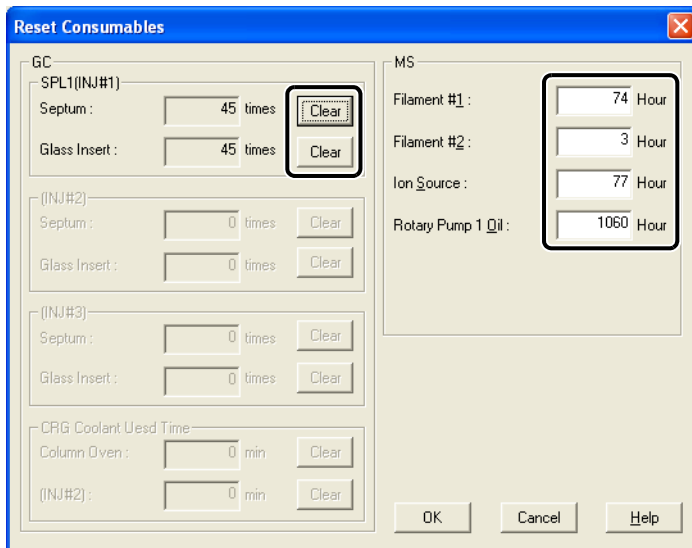 Reset Consumables
GC
SPL1(INJ#1)
Septum : 45 times Clear
Glass Insert : 45 times Clear
(INJ#2)
Septum : 0 times Clear
Glass Insert : 0 times Clear
(INJ#3)
Septum : 0 times Clear
Glass Insert : 0 times Clear
CRG Coolant Uesd Time
Column Oven : 0 min Clear
(INJ#2) : 0 min Clear
MS
Filament #1 : 74 Hour
Filament #2 : 3 Hour
Ion Source : 77 Hour
Rotary Pump 1 Oil : 1060 Hour
OK Cancel Help